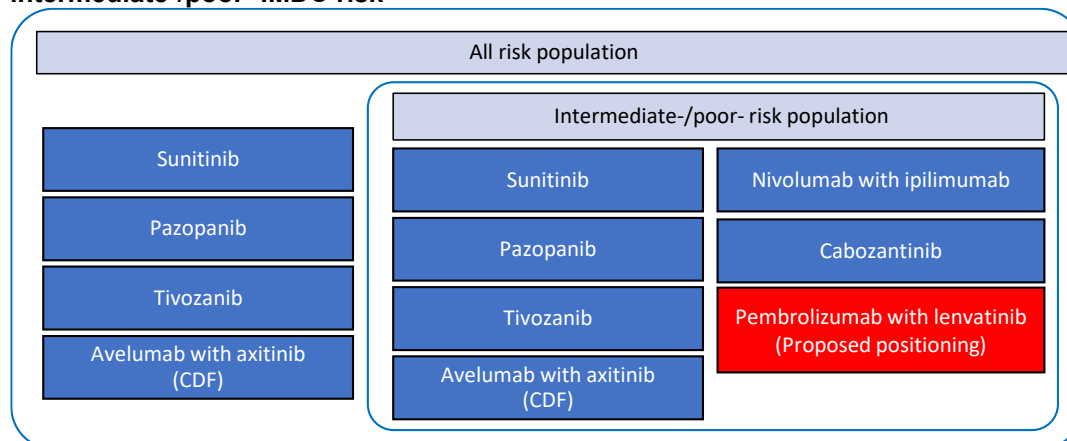 intermediate-/poor- IMDC risk
All risk population
Intermediate-/poor- risk population
Sunitinib
Pazopanib
Tivozanib
Avelumab with axitinib
(CDF)
Sunitinib
Pazopanib
Tivozanib
Avelumab with axitinib
(CDF)
Nivolumab with ipilimumab
Cabozantinib
Pembrolizumab with lenvatinib
(Proposed positioning)